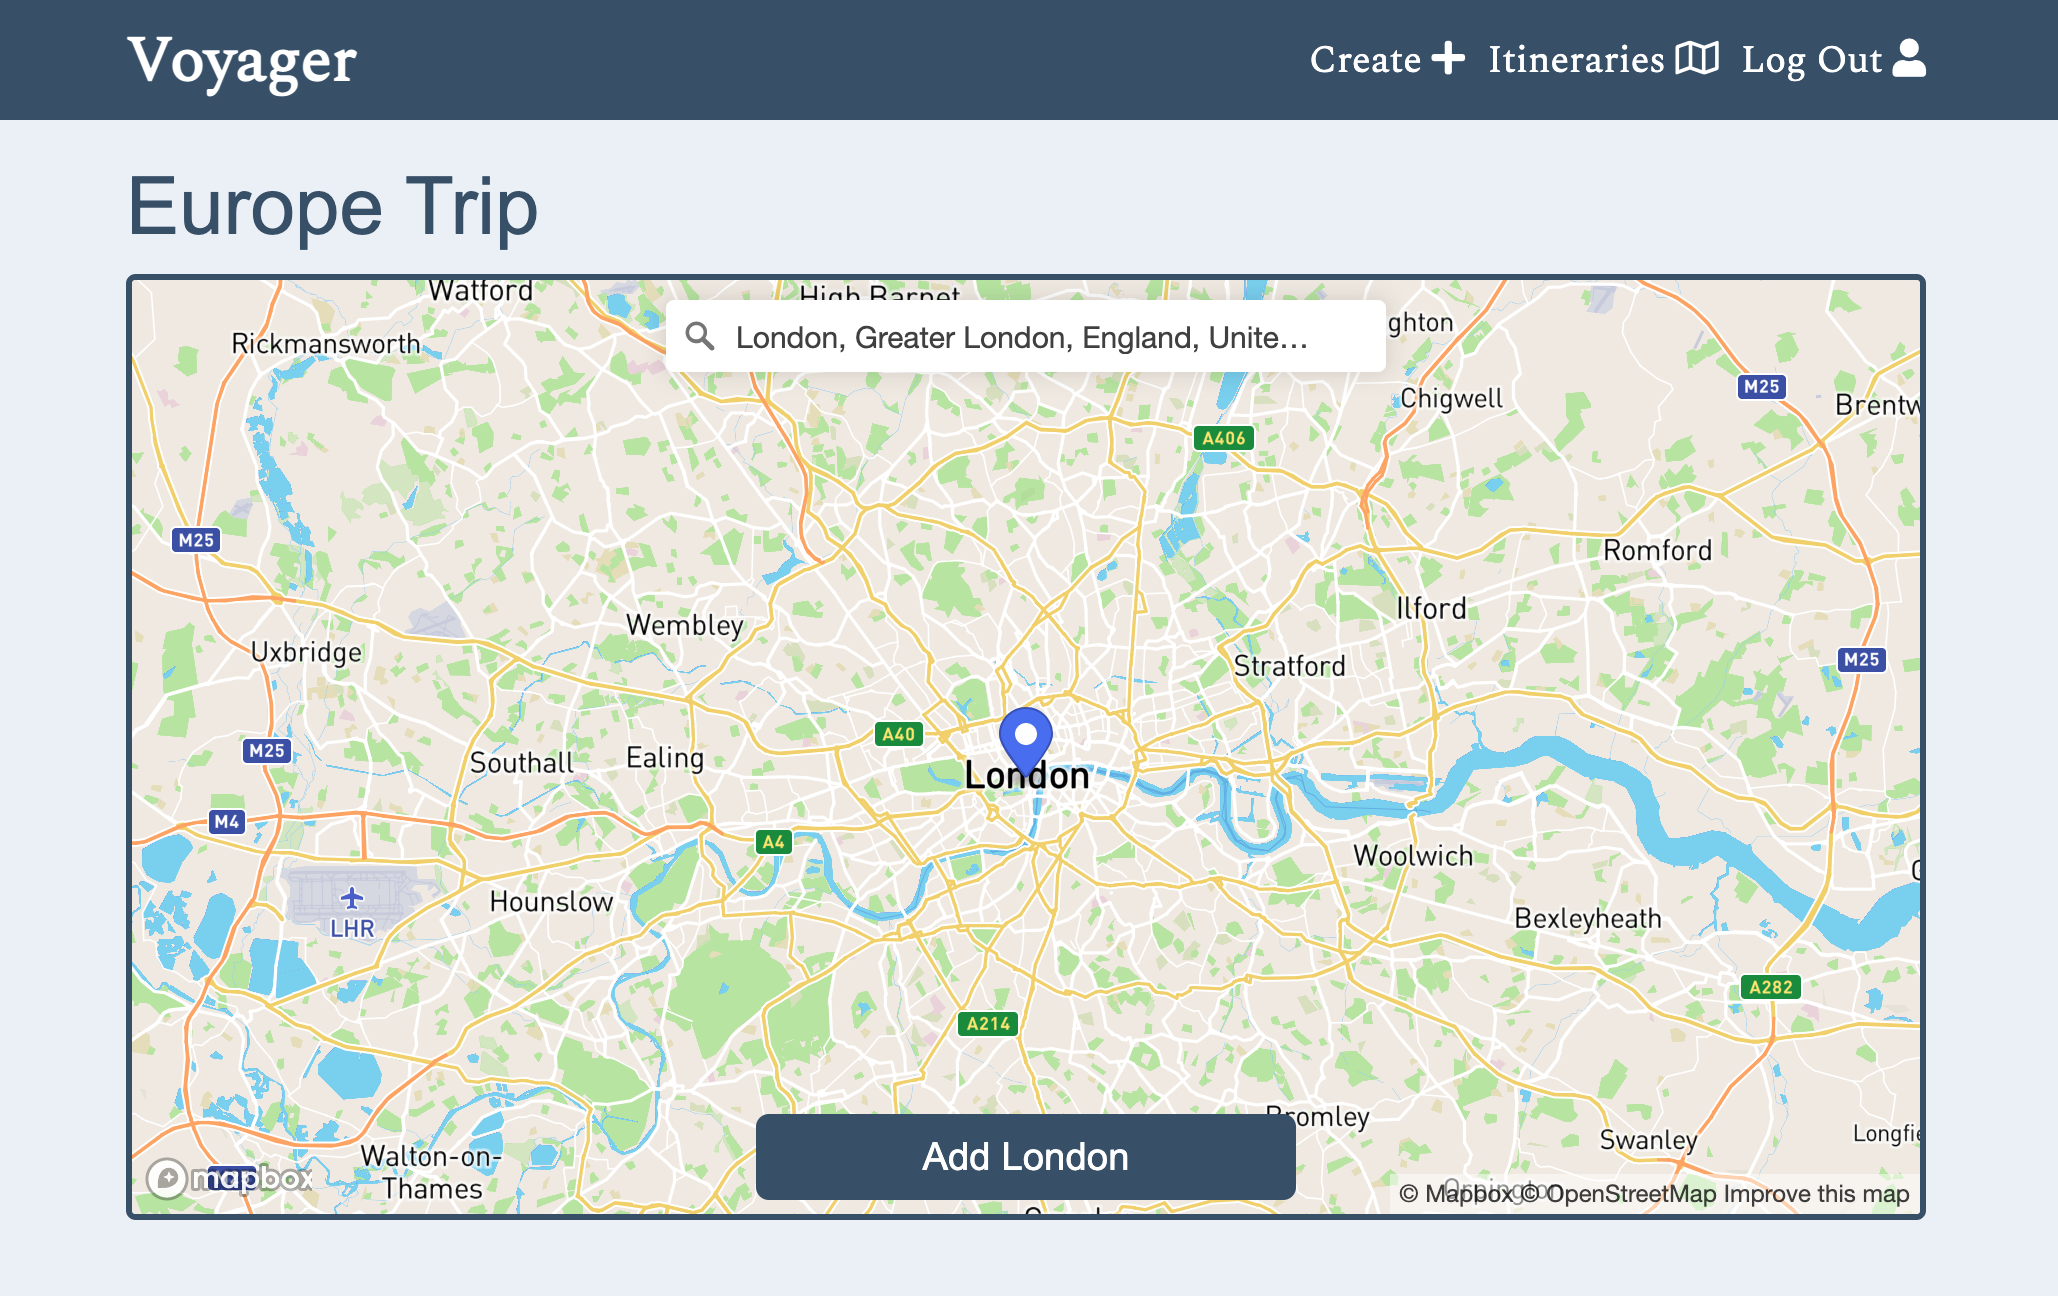 Voyager
Create
Itineraries
Log Out
Europe Trip
Watford
High Barnet
Rickmansworth
London, Greater London, England, Unite...
ghton
Chigwell
M25
Brentw
A406
M25
Romford
Ilford
Wembley
Uxbridge
Stratford
M25
A40
M25
Southall
Ealing
London
M4
A4
Woolwich
LHR
Hounslow
Bexleyheath
A282
A214
Bromley
Swanley
Longfie
Walton-on-
Thames
Add London
mapbox
Orpington
© Mapbox © OpenStreetMap Improve this map